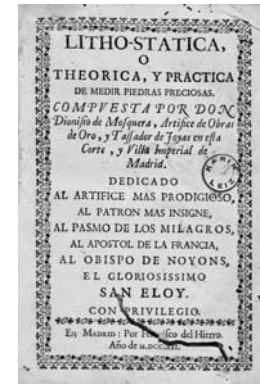 LITHO-STATICA,
O
THEORICA, Y PRACTICA
DE MEDIR PIEDRAS PRECIOSAS.
COMPVESTA POR DON
Dionisio de Mosquera, Artifice de Obras
de Oro, y Tassador de Joyas en esta
Corte, y Villa Imperial de
Madrid.
DEDICADO
AL ARTIFICE MAS PRODIGIOSO,
AL PATRON MAS INSIGNE,
AL PASMO DE LOS MILAGROS,
AL APOSTOL DE LA FRANCIA,
AL OBISPO DE NOYONS,
EL GLORIOSISSIMO
SAN ELOY.
CON PRIVILEGIO.
EN MADRID: Por Francisco del Hierro.
Año de